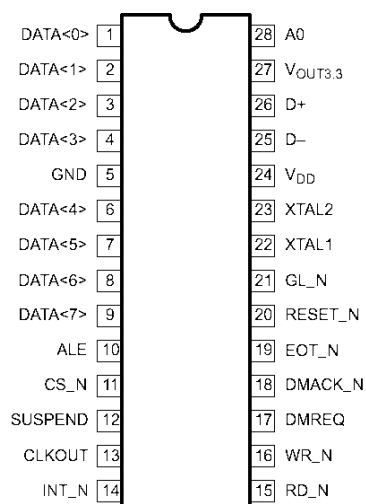 DATA<0> 1 28 A0
DATA<1> 2 27 VOUT3.3
DATA<2> 3 26 D+
DATA<3> 4 25 D–
GND 5 24 VDD
DATA<4> 6 23 XTAL2
DATA<5> 7 22 XTAL1
DATA<6> 8 21 GL_N
DATA<7> 9 20 RESET_N
ALE 10 19 EOT_N
CS_N 11 18 DMACK_N
SUSPEND 12 17 DMREQ
CLKOUT 13 16 WR_N
INT_N 14 15 RD_N